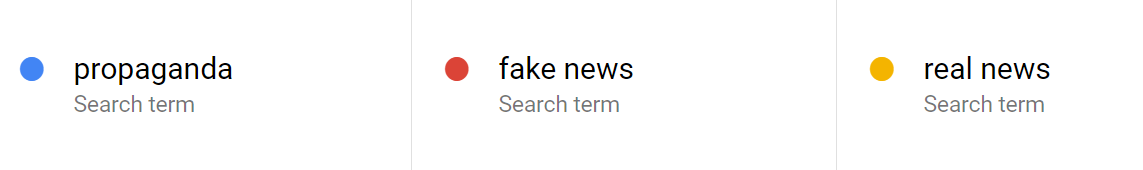 propaganda
Search term
fake news
Search term
real news
Search term